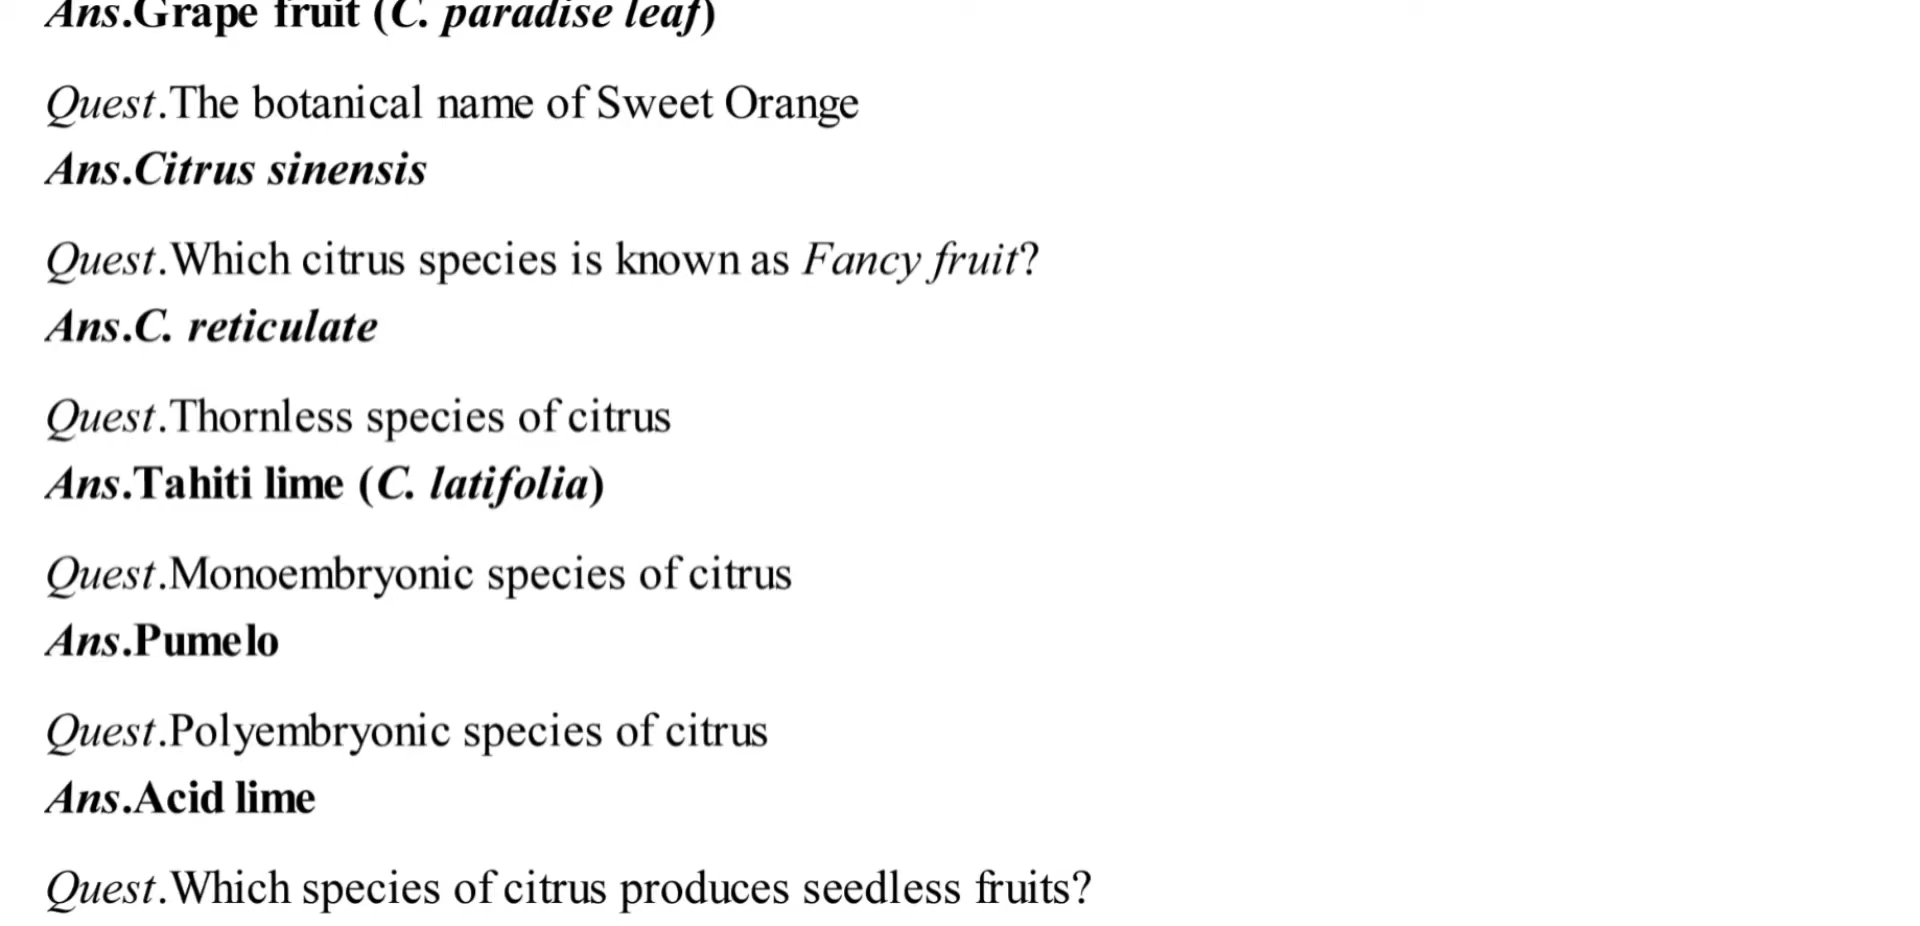 Ans.Grape fruit (C. paradise leaf)
Quest.The botanical name of Sweet Orange
Ans.Citrus sinensis
Quest.Which citrus species is known as Fancy fruit?
Ans.C. reticulate
Quest.Thornless species of citrus
Ans.Tahiti lime (C. latifolia)
Quest.Monoembryonic species of citrus
Ans.Pumelo
Quest.Polyembryonic species of citrus
Ans.Acid lime
Quest.Which species of citrus produces seedless fruits?